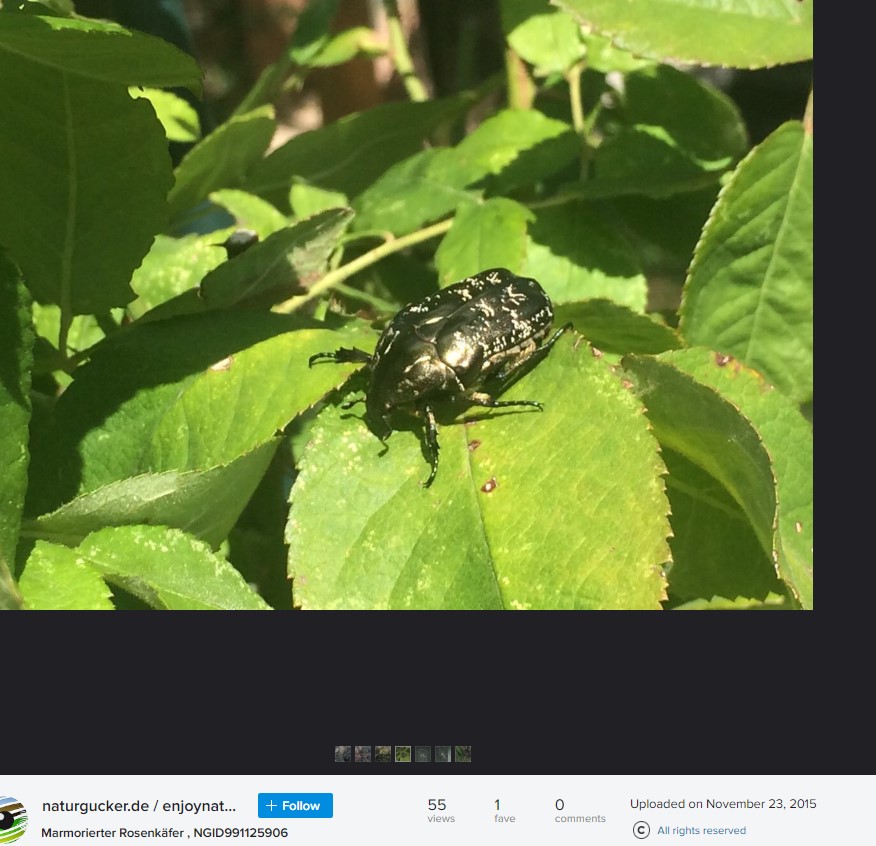 naturgucker.de / enjoynat...
+ Follow
Marmorierter Rosenkäfer , NGID991125906
55
views
1
fave
0
comments
Uploaded on November 23, 2015
© All rights reserved